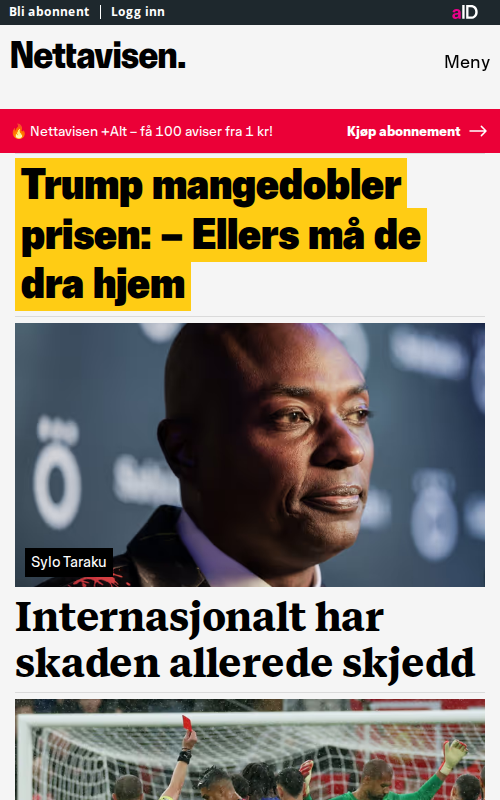 Bli abonnent | Logg inn
aID
Nettavisen.
Meny
🔥 Nettavisen +Alt – få 100 aviser fra 1 kr!
Kjøp abonnement →
Trump mangedobler
prisen: – Ellers må de
dra hjem
Sylo Taraku
Internasjonalt har
skaden allerede skjedd